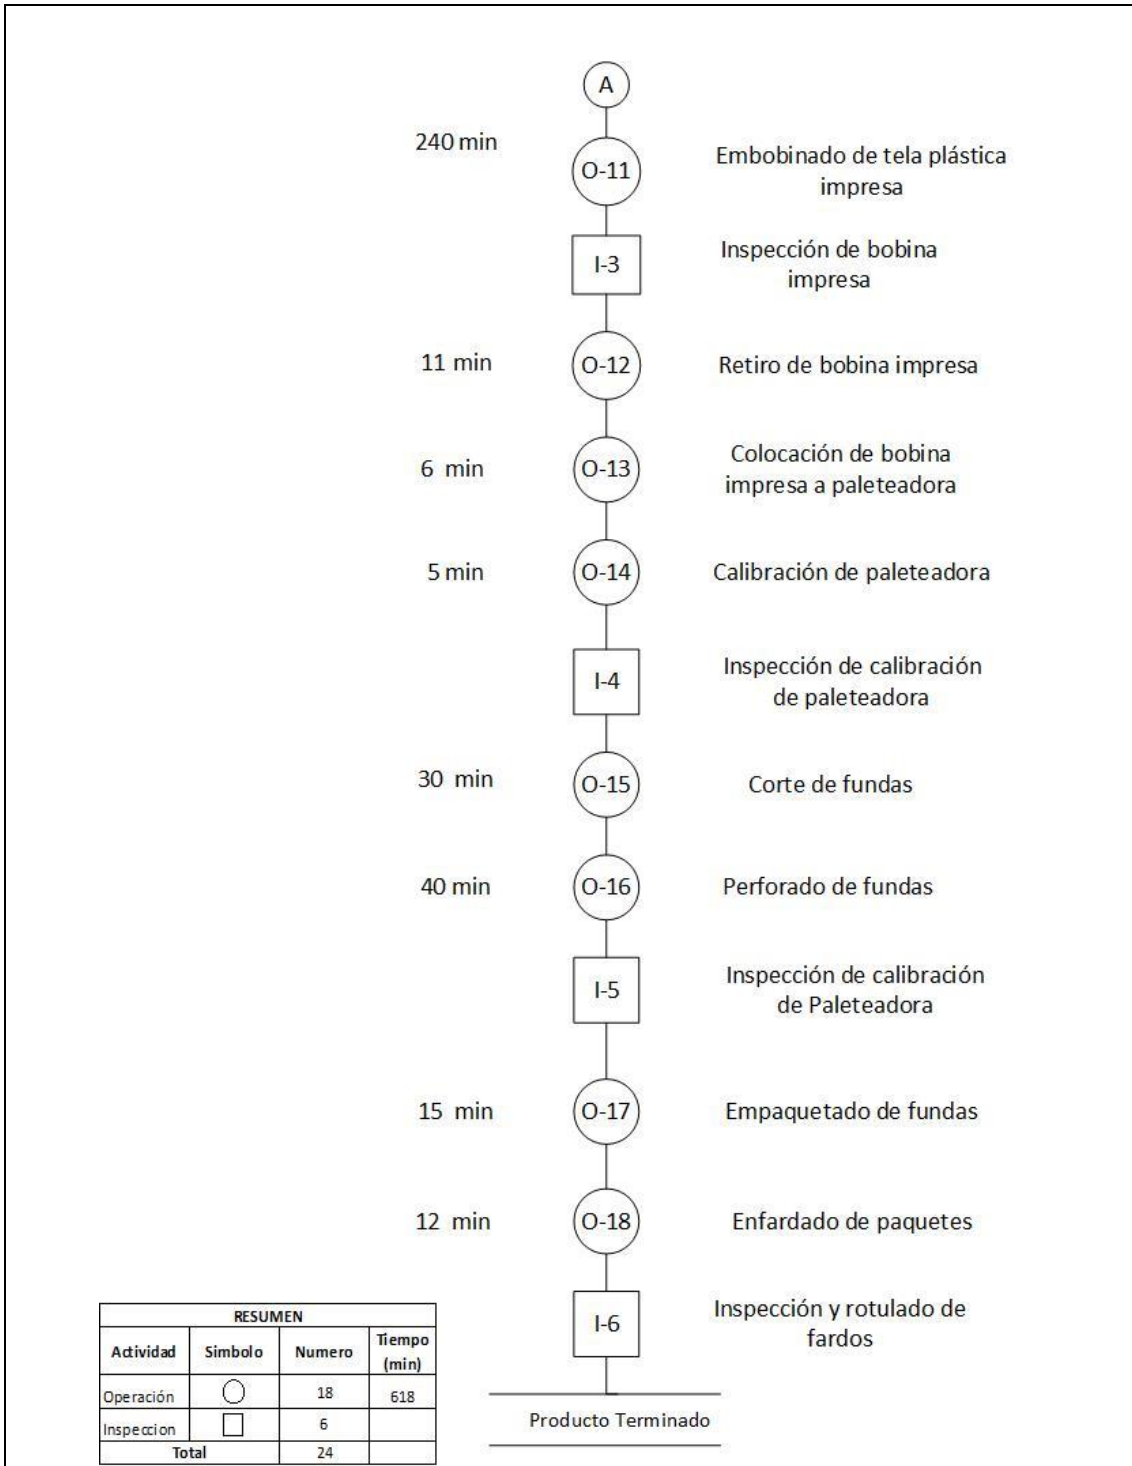 A
240 min
O-11
Embobinado de tela plástica
impresa
I-3
Inspección de bobina
impresa
11 min
O-12
Retiro de bobina impresa
6 min
O-13
Colocación de bobina
impresa a paleteadora
5 min
O-14
Calibración de paleteadora
I-4
Inspección de calibración
de paleteadora
30 min
O-15
Corte de fundas
40 min
O-16
Perforado de fundas
I-5
Inspección de calibración
de Paleteadora
15 min
O-17
Empaquetado de fundas
12 min
O-18
Enfardado de paquetes
I-6
Inspección y rotulado de
fardos
Producto Terminado
RESUMEN
Actividad Simbolo Numero Tiempo (min)
Operación 18 618
Inspeccion 6
Total 24